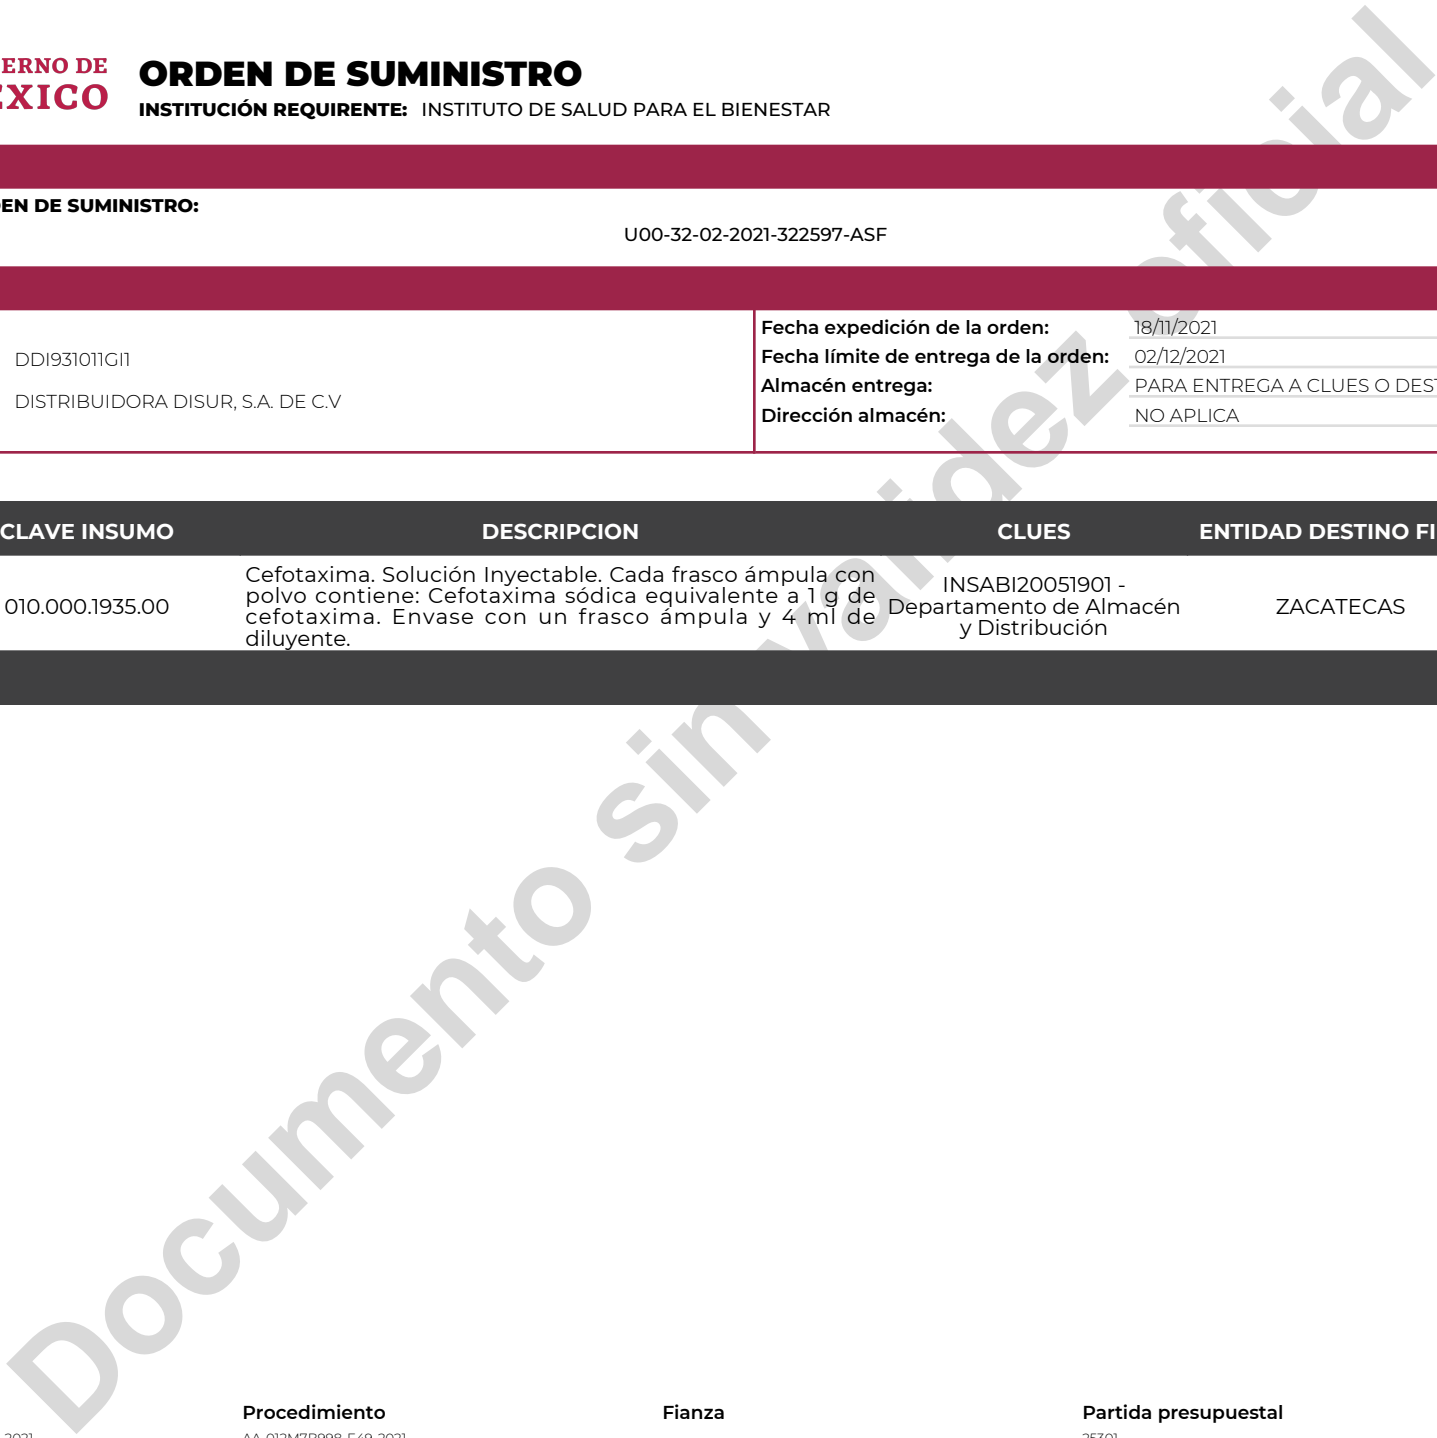 ERNO DE
ÉXICO
ORDEN DE SUMINISTRO
INSTITUCIÓN REQUIRENTE: INSTITUTO DE SALUD PARA EL BIENESTAR
EN DE SUMINISTRO:
U00-32-02-2021-322597-ASF
DDI931011GI1
DISTRIBUIDORA DISUR, S.A. DE C.V
Fecha expedición de la orden: 18/11/2021
Fecha límite de entrega de la orden: 02/12/2021
Almacén entrega: PARA ENTREGA A CLUES O DEST
Dirección almacén: NO APLICA
CLAVE INSUMO DESCRIPCION CLUES ENTIDAD DESTINO FI
010.000.1935.00
Cefotaxima. Solución Inyectable. Cada frasco ámpula con
polvo contiene: Cefotaxima sódica equivalente a 1 g de
cefotaxima. Envase con un frasco ámpula y 4 ml de
diluyente.
INSABI20051901 -
Departamento de Almacén
y Distribución
ZACATECAS
Documento sin validez oficial
Procedimiento Fianza Partida presupuestal